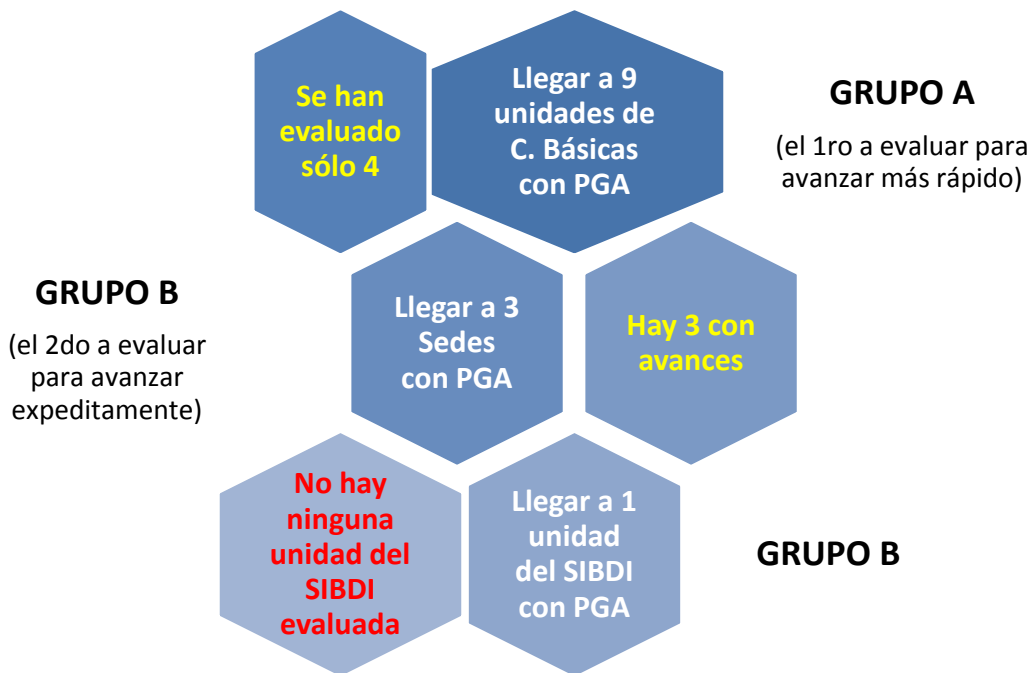 Se han
evaluado
sólo 4
Llegar a 9
unidades de
C. Básicas
con PGA
GRUPO A
(el 1ro a evaluar para
avanzar más rápido)
GRUPO B
(el 2do a evaluar
para avanzar
expeditamente)
Llegar a 3
Sedes
con PGA
Hay 3 con
avances
No hay
ninguna
unidad del
SIBDI
evaluada
Llegar a 1
unidad
del SIBDI
con PGA
GRUPO B